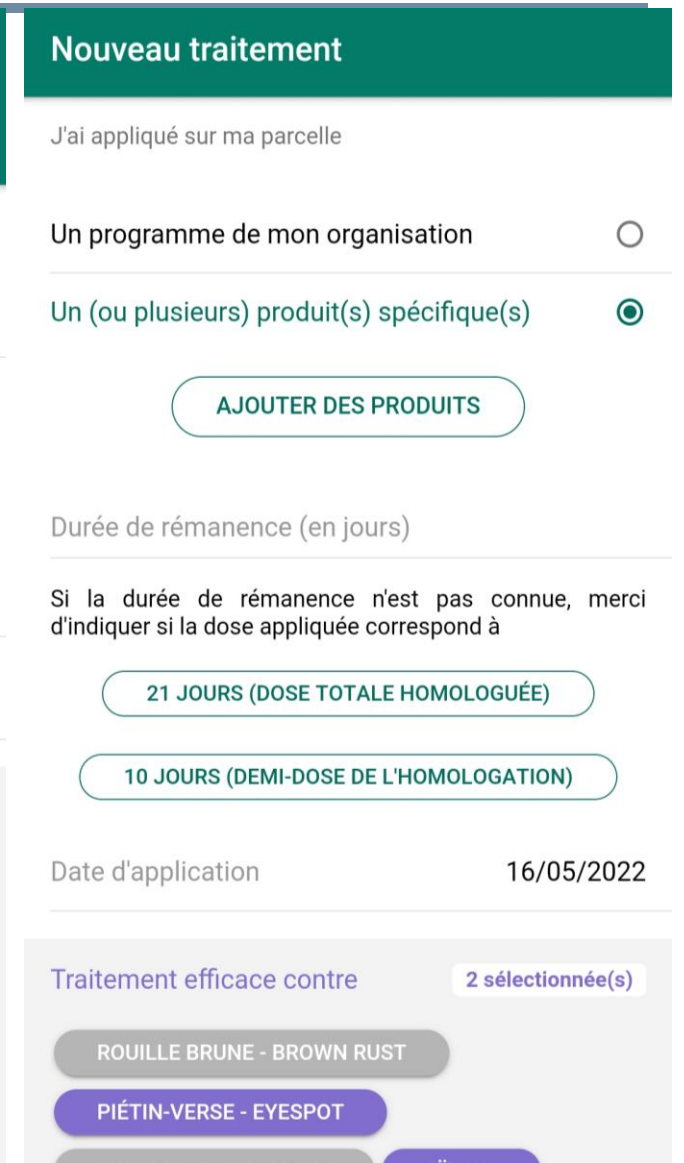 Nouveau traitement
J'ai appliqué sur ma parcelle
Un programme de mon organisation
Un (ou plusieurs) produit(s) spécifique(s)
AJOUTER DES PRODUITS
Durée de rémanence (en jours)
Si la durée de rémanence n'est pas connue, merci
d'indiquer si la dose appliquée correspond à
21 JOURS (DOSE TOTALE HOMOLOGUÉE)
10 JOURS (DEMI-DOSE DE L'HOMOLOGATION)
Date d'application 16/05/2022
Traitement efficace contre 2 sélectionnée(s)
ROUILLE BRUNE - BROWN RUST
PIÉTIN-VERSE - EYESPOT